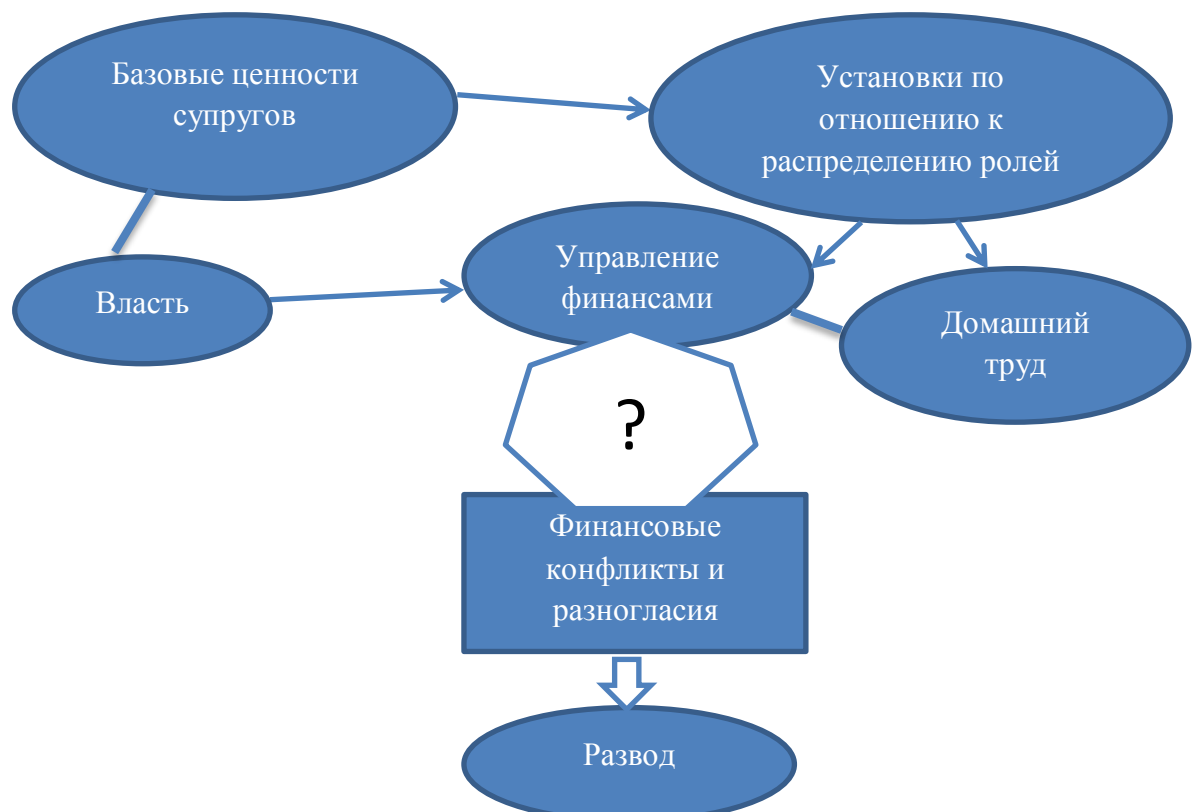 Базовые ценности
супругов
Установки по
отношению к
распределению ролей
Управление
финансами
Власть
Домашний
труд
?
Финансовые
конфликты и
разногласия
Развод